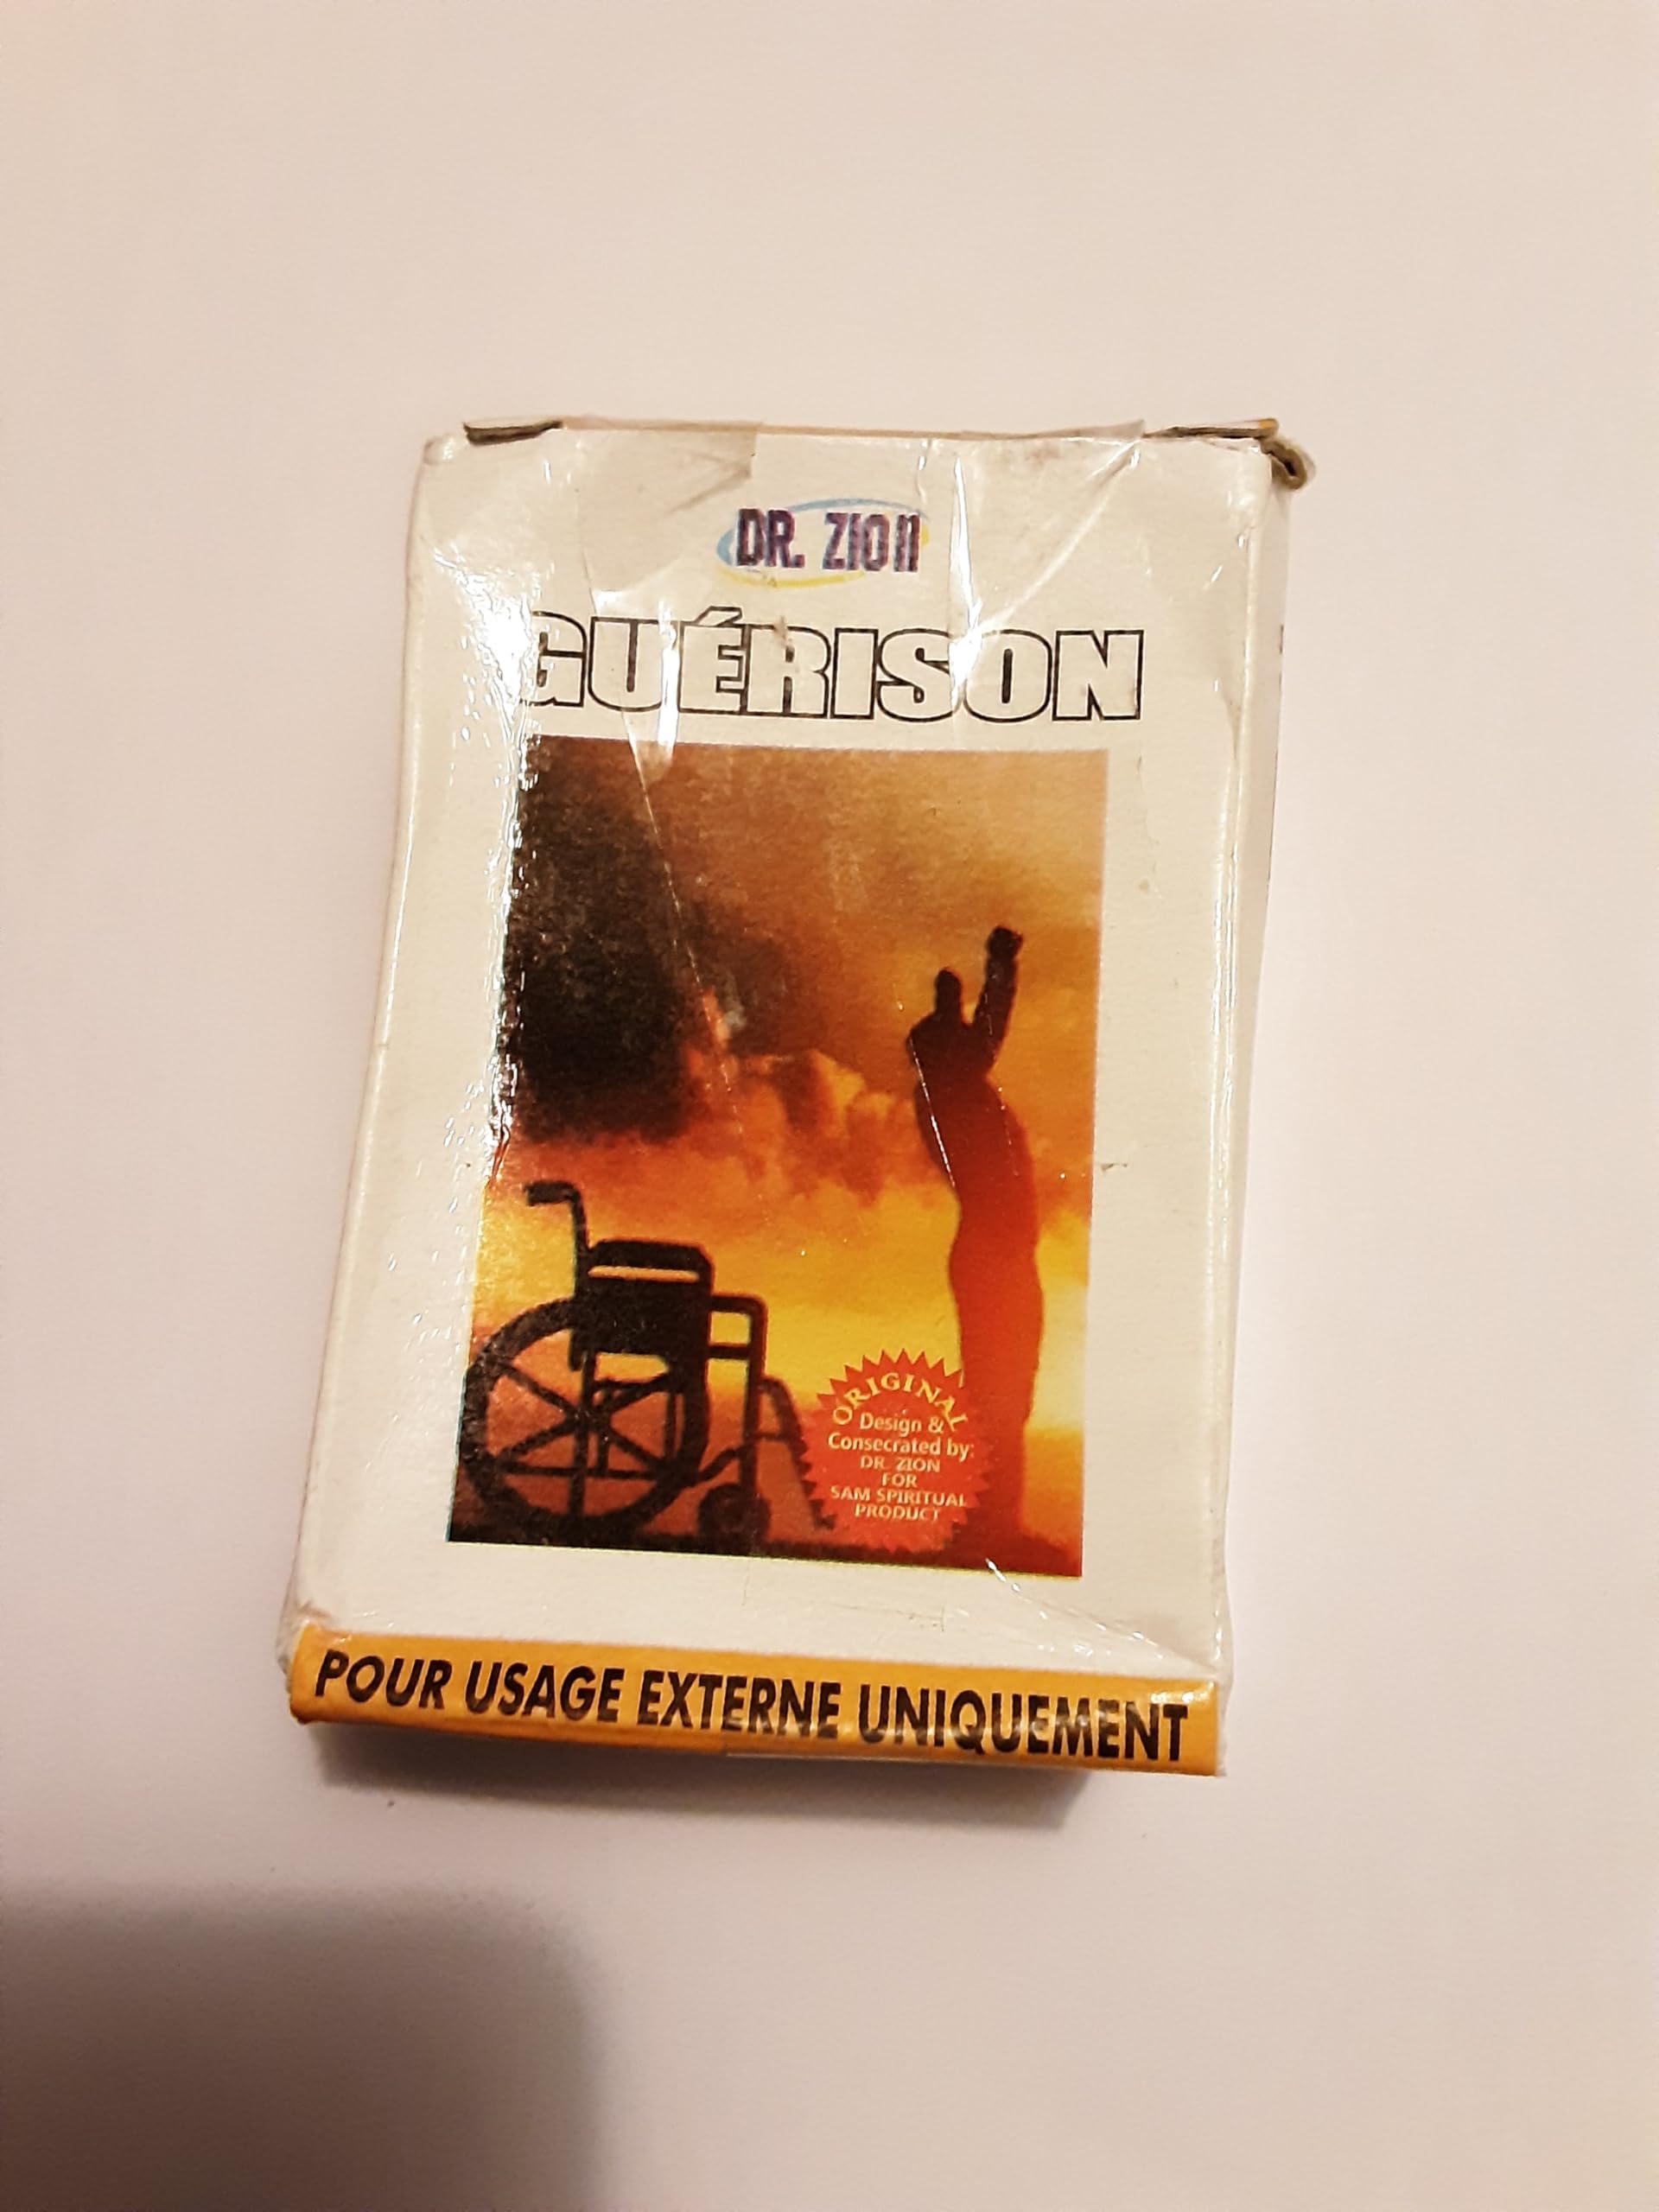 DR. ZION
GUÉRISON
ORIGINAL
Design &
Consecrated by:
DR. ZION
FOR
SAM SPIRITUAL
PRODUCT
POUR USAGE EXTERNE UNIQUEMENT